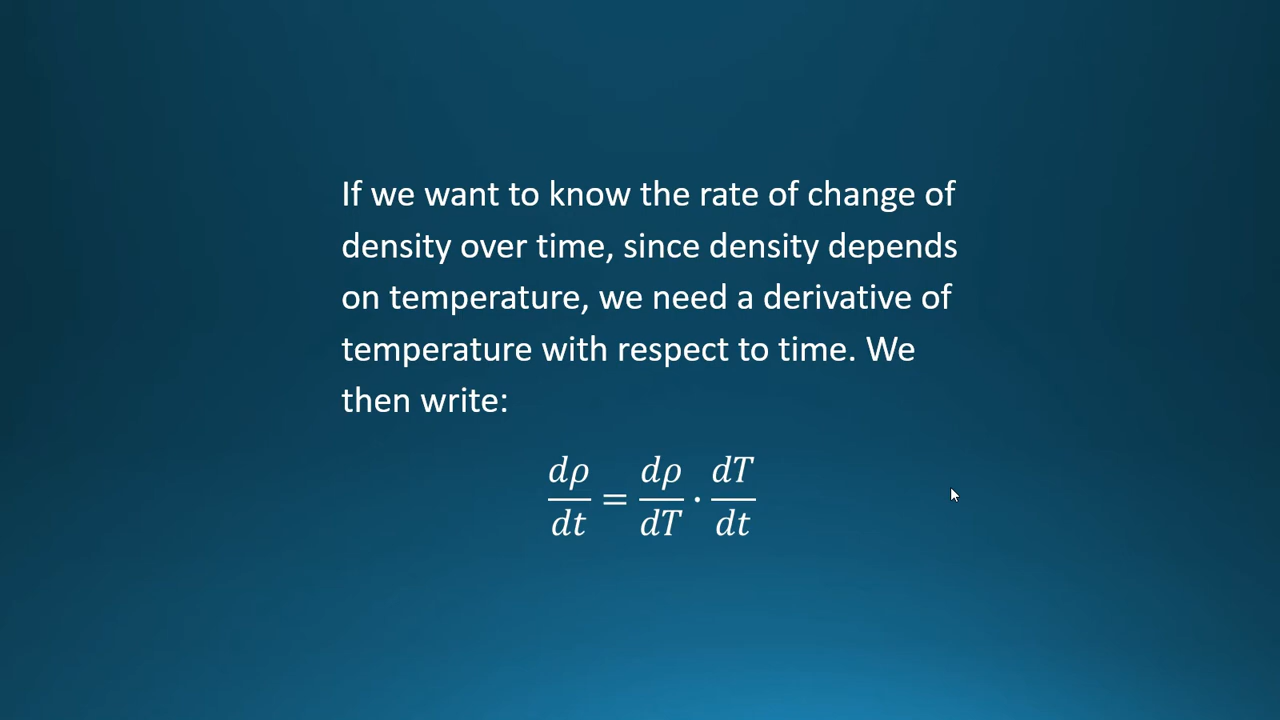 If we want to know the rate of change of
density over time, since density depends
on temperature, we need a derivative of
temperature with respect to time. We
then write:
dρ/dt = dρ/dT · dT/dt